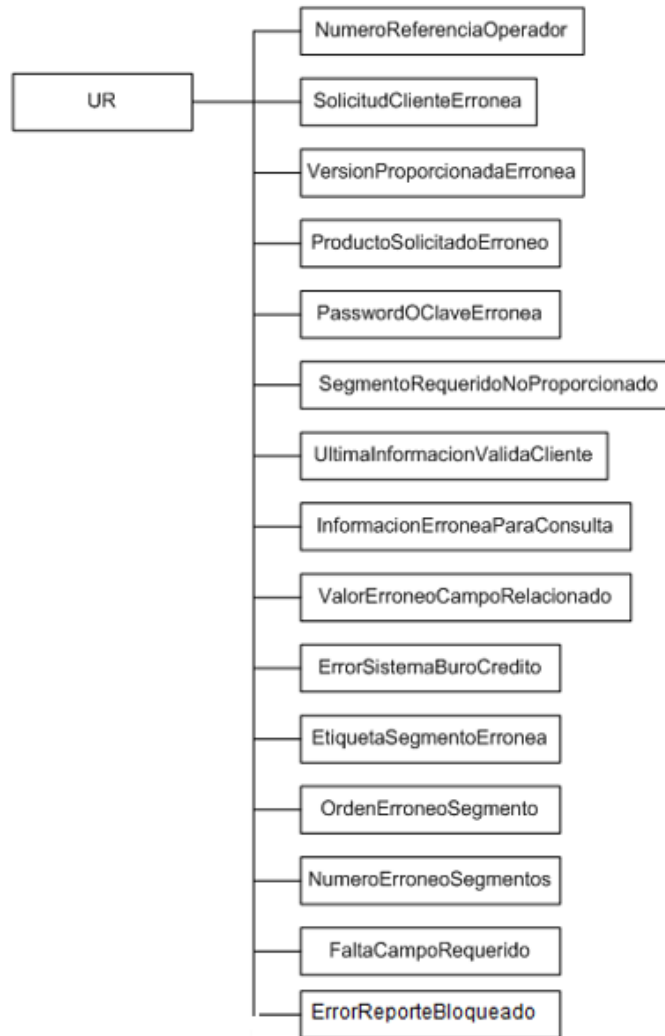 UR
NumeroReferenciaOperador
SolicitudClienteErronea
VersionProporcionadaErronea
ProductoSolicitadoErroneo
PasswordOClaveErronea
SegmentoRequeridoNoProporcionado
UltimaInformacionValidaCliente
InformacionErroneaParaConsulta
ValorErroneoCampoRelacionado
ErrorSistemaBuroCredito
EtiquetaSegmentoErronea
OrdenErroneoSegmento
NumeroErroneoSegmentos
FaltaCampoRequerido
ErrorReporteBloqueado